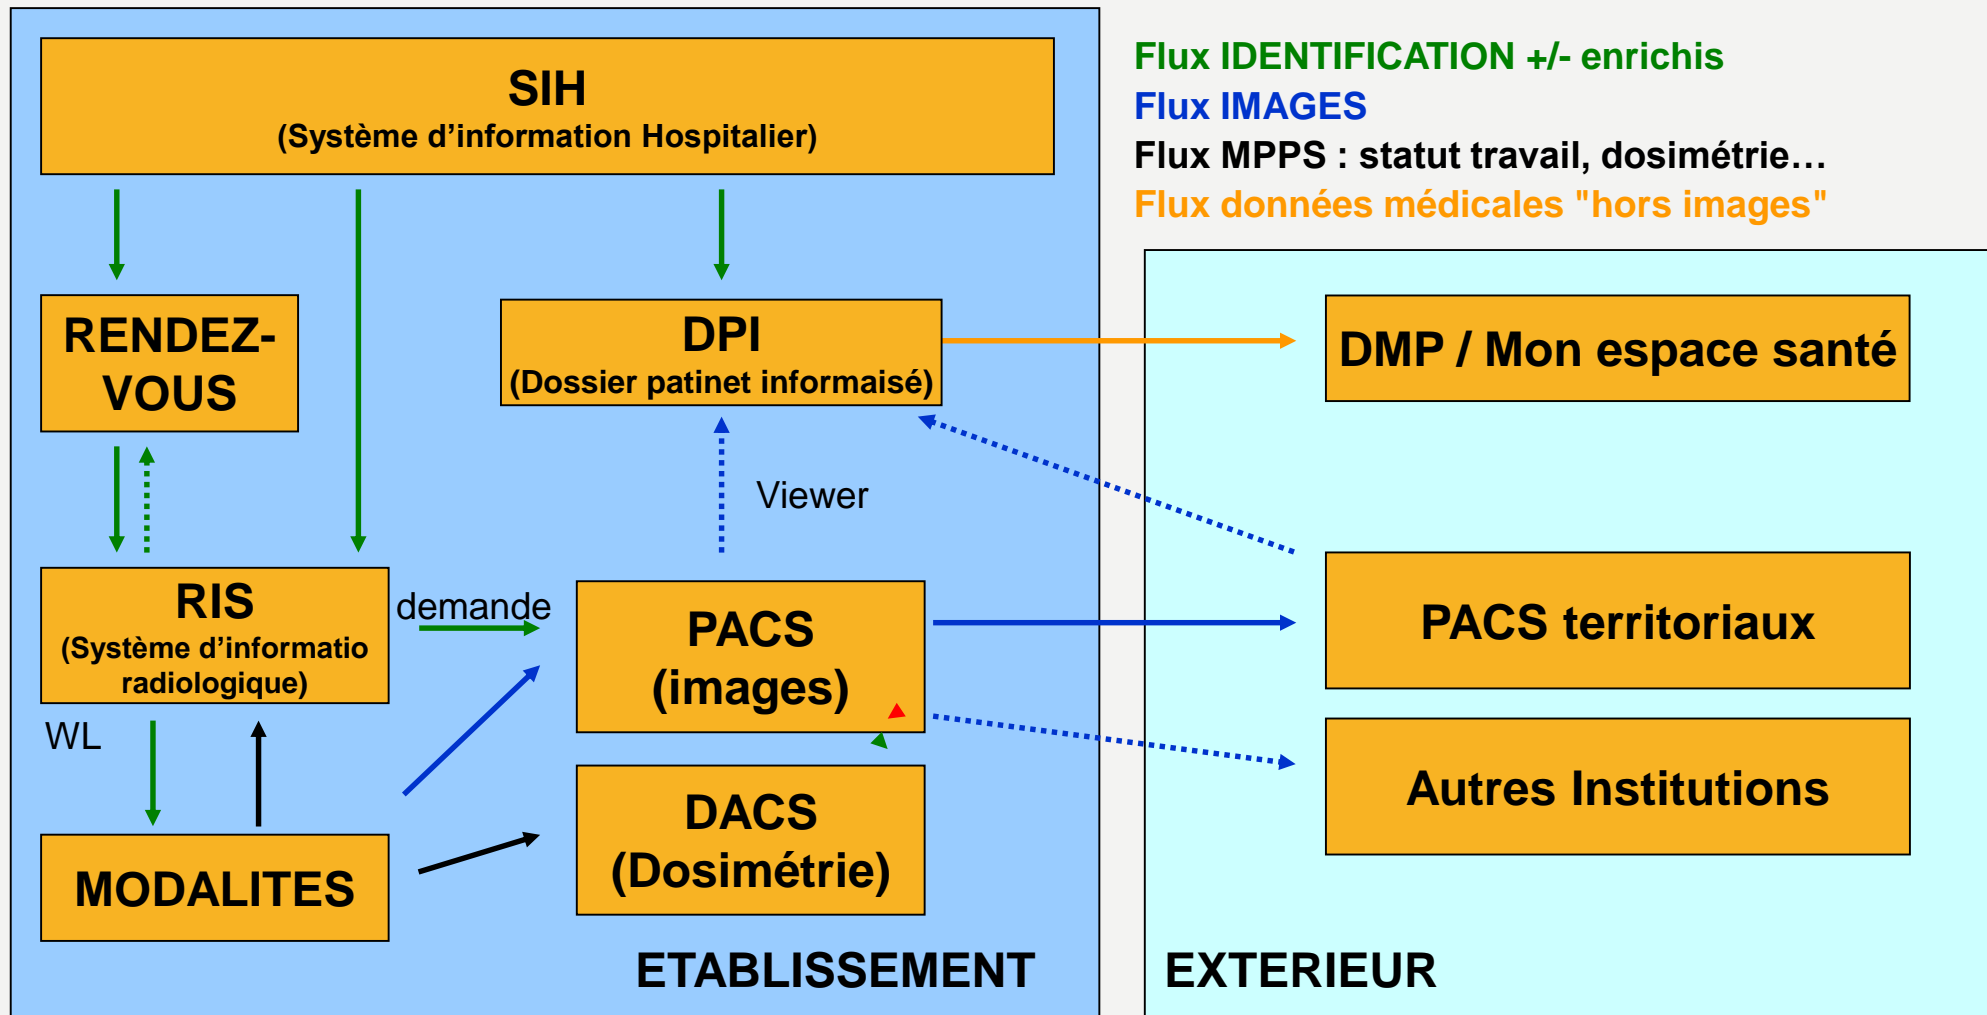 SIH
(Système d'information Hospitalier)
Flux IDENTIFICATION +/- enrichis
Flux IMAGES
Flux MPPS : statut travail, dosimétrie…
Flux données médicales "hors images"
RENDEZ-
VOUS
DPI
(Dossier patinet informaisé)
DMP / Mon espace santé
Viewer
RIS
(Système d'informatio
radiologique)
demande
PACS
(images)
PACS territoriaux
WL
MODALITES
DACS
(Dosimétrie)
Autres Institutions
ETABLISSEMENT
EXTERIEUR